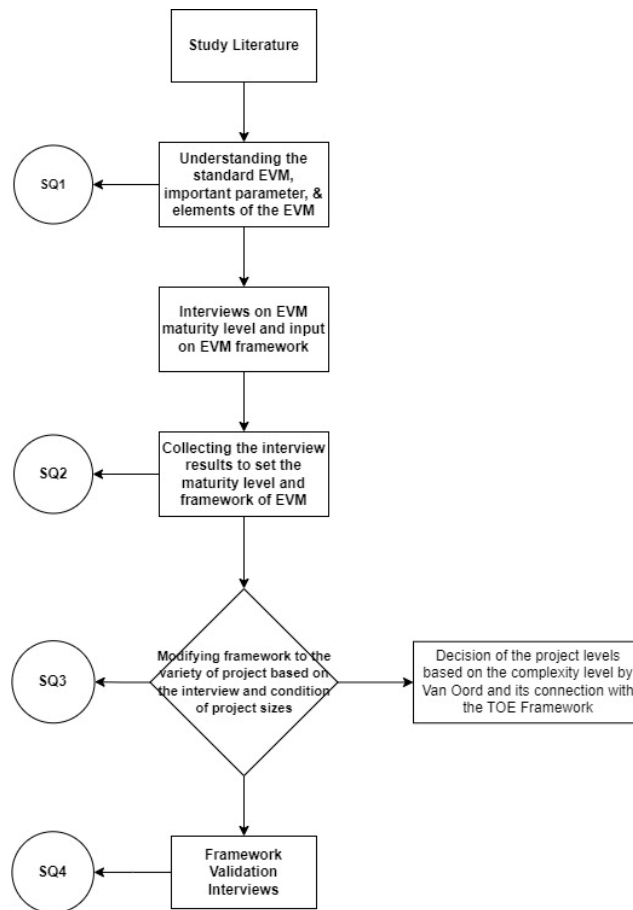 Study Literature
Understanding the
standard EVM,
important parameter, &
elements of the EVM
SQ1
Interviews on EVM
maturity level and input
on EVM framework
Collecting the interview
results to set the
maturity level and
framework of EVM
SQ2
Modifying framework to the
variety of project based on
the interview and condition
of project sizes
SQ3
Decision of the project levels
based on the complexity level by
Van Oord and its connection with
the TOE Framework
Framework
Validation
Interviews
SQ4